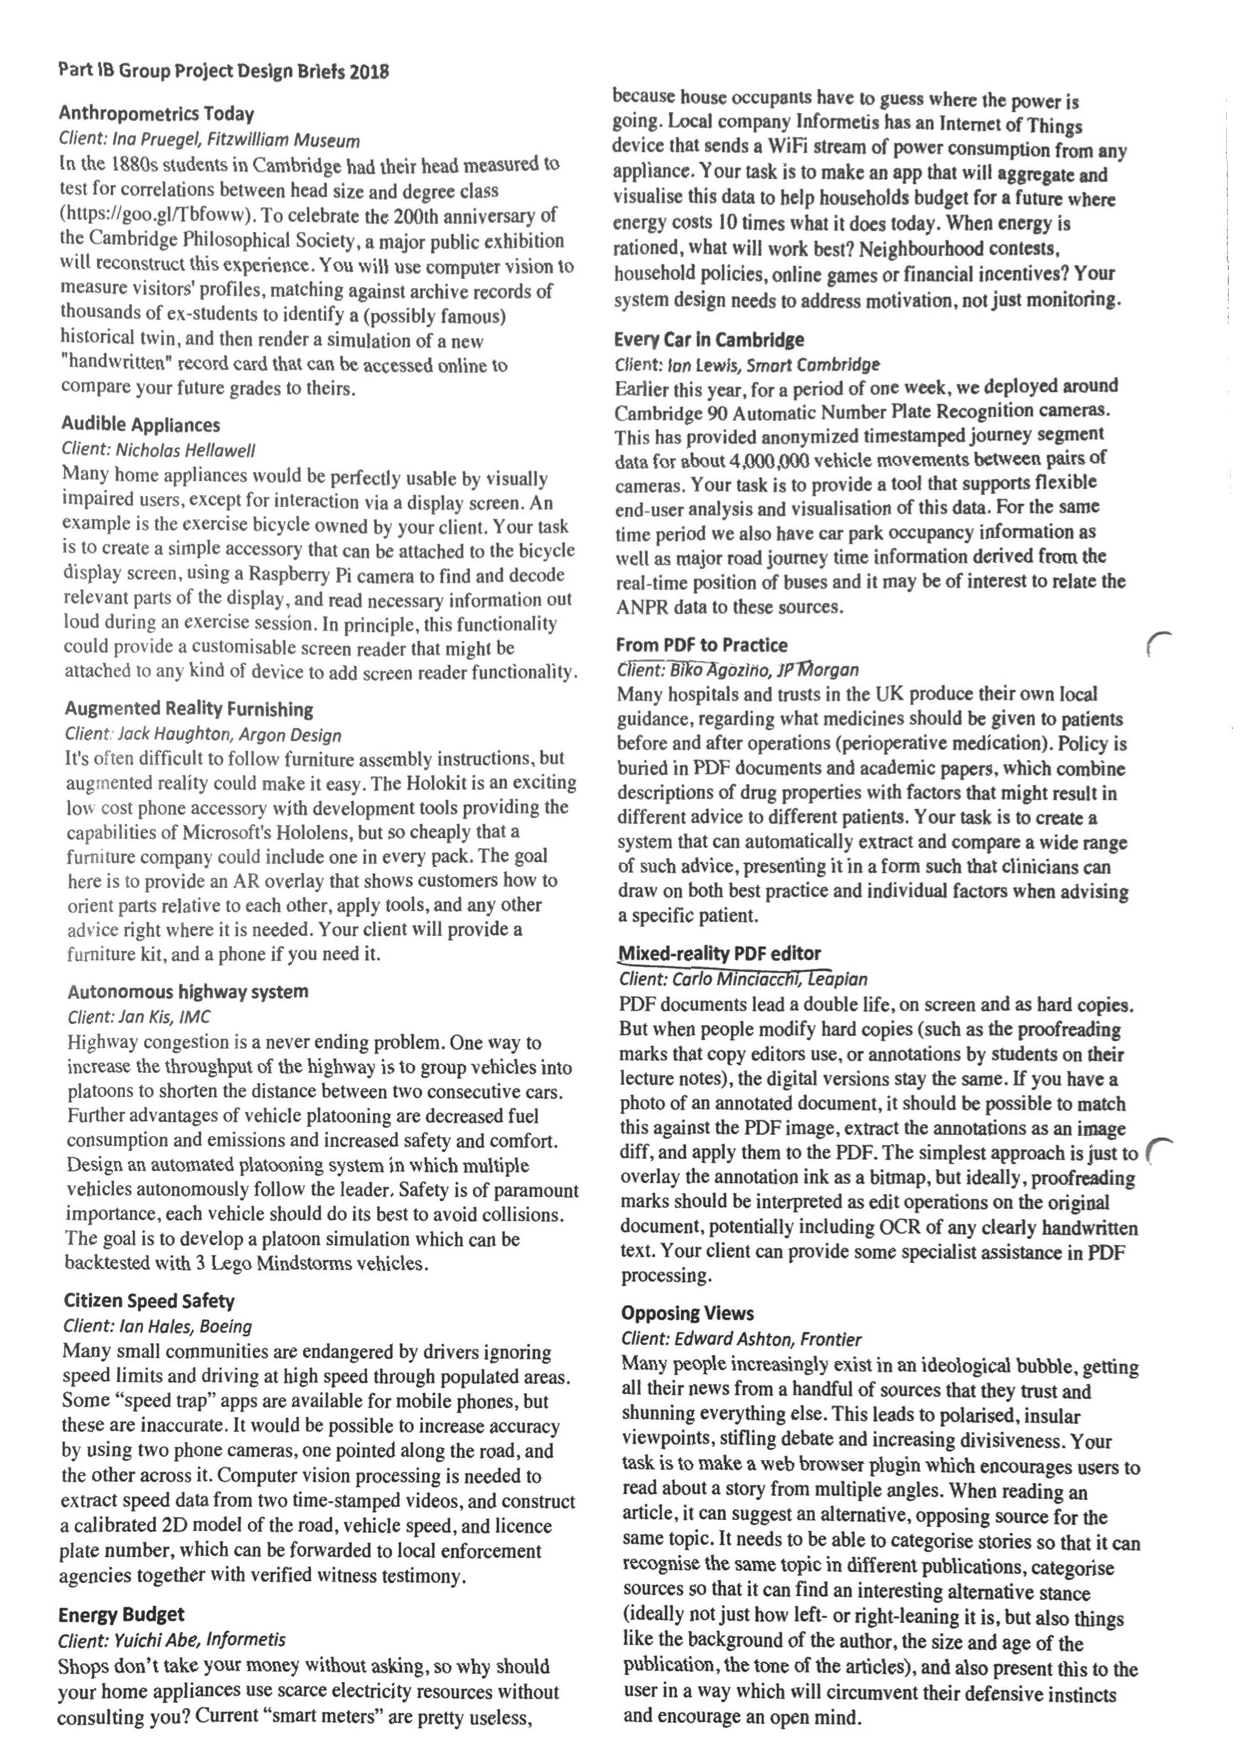 Part IB Group Project Design Briefs 2018
Anthropometrics Today
Client: Ina Pruegel, Fitzwilliam Museum
In the 1880s students in Cambridge had their head measured to
test for correlations between head size and degree class
(https://goo.gl/Tbfoww). To celebrate the 200th anniversary of
the Cambridge Philosophical Society, a major public exhibition
will reconstruct this experience. You will use computer vision to
measure visitors' profiles, matching against archive records of
thousands of ex-students to identify a (possibly famous)
historical twin, and then render a simulation of a new
"handwritten" record card that can be accessed online to
compare your future grades to theirs.
Audible Appliances
Client: Nicholas Hellawell
Many home appliances would be perfectly usable by visually
impaired users, except for interaction via a display screen. An
example is the exercise bicycle owned by your client. Your task
is to create a simple accessory that can be attached to the bicycle
display screen, using a Raspberry Pi camera to find and decode
relevant parts of the display, and read necessary information out
loud during an exercise session. In principle, this functionality
could provide a customisable screen reader that might be
attached to any kind of device to add screen reader functionality.
Augmented Reality Furnishing
Client: Jack Haughton, Argon Design
It's often difficult to follow furniture assembly instructions, but
augmented reality could make it easy. The Holokit is an exciting
low cost phone accessory with development tools providing the
capabilities of Microsoft's Hololens, but so cheaply that a
furniture company could include one in every pack. The goal
here is to provide an AR overlay that shows customers how to
orient parts relative to each other, apply tools, and any other
advice right where it is needed. Your client will provide a
furniture kit, and a phone if you need it.
Autonomous highway system
Client: Jan Kis, IMC
Highway congestion is a never ending problem. One way to
increase the throughput of the highway is to group vehicles into
platoons to shorten the distance between two consecutive cars.
Further advantages of vehicle platooning are decreased fuel
consumption and emissions and increased safety and comfort.
Design an automated platooning system in which multiple
vehicles autonomously follow the leader. Safety is of paramount
importance, each vehicle should do its best to avoid collisions.
The goal is to develop a platoon simulation which can be
backtested with 3 Lego Mindstorms vehicles.
Citizen Speed Safety
Client: Ian Hales, Boeing
Many small communities are endangered by drivers ignoring
speed limits and driving at high speed through populated areas.
Some “speed trap” apps are available for mobile phones, but
these are inaccurate. It would be possible to increase accuracy
by using two phone cameras, one pointed along the road, and
the other across it. Computer vision processing is needed to
extract speed data from two time-stamped videos, and construct
a calibrated 2D model of the road, vehicle speed, and licence
plate number, which can be forwarded to local enforcement
agencies together with verified witness testimony.
Energy Budget
Client: Yuichi Abe, Informetis
Shops don’t take your money without asking, so why should
your home appliances use scarce electricity resources without
consulting you? Current “smart meters” are pretty useless,
because house occupants have to guess where the power is
going. Local company Informetis has an Internet of Things
device that sends a WiFi stream of power consumption from any
appliance. Your task is to make an app that will aggregate and
visualise this data to help households budget for a future where
energy costs 10 times what it does today. When energy is
rationed, what will work best? Neighbourhood contests,
household policies, online games or financial incentives? Your
system design needs to address motivation, not just monitoring.
Every Car in Cambridge
Client: Ian Lewis, Smart Cambridge
Earlier this year, for a period of one week, we deployed around
Cambridge 90 Automatic Number Plate Recognition cameras.
This has provided anonymized timestamped journey segment
data for about 4,000,000 vehicle movements between pairs of
cameras. Your task is to provide a tool that supports flexible
end-user analysis and visualisation of this data. For the same
time period we also have car park occupancy information as
well as major road journey time information derived from the
real-time position of buses and it may be of interest to relate the
ANPR data to these sources.
From PDF to Practice
Client: Biko Agozino, JP Morgan
Many hospitals and trusts in the UK produce their own local
guidance, regarding what medicines should be given to patients
before and after operations (perioperative medication). Policy is
buried in PDF documents and academic papers, which combine
descriptions of drug properties with factors that might result in
different advice to different patients. Your task is to create a
system that can automatically extract and compare a wide range
of such advice, presenting it in a form such that clinicians can
draw on both best practice and individual factors when advising
a specific patient.
Mixed-reality PDF editor
Client: Carlo Minciacchi, Leapian
PDF documents lead a double life, on screen and as hard copies.
But when people modify hard copies (such as the proofreading
marks that copy editors use, or annotations by students on their
lecture notes), the digital versions stay the same. If you have a
photo of an annotated document, it should be possible to match
this against the PDF image, extract the annotations as an image
diff, and apply them to the PDF. The simplest approach is just to
overlay the annotation ink as a bitmap, but ideally, proofreading
marks should be interpreted as edit operations on the original
document, potentially including OCR of any clearly handwritten
text. Your client can provide some specialist assistance in PDF
processing.
Opposing Views
Client: Edward Ashton, Frontier
Many people increasingly exist in an ideological bubble, getting
all their news from a handful of sources that they trust and
shunning everything else. This leads to polarised, insular
viewpoints, stifling debate and increasing divisiveness. Your
task is to make a web browser plugin which encourages users to
read about a story from multiple angles. When reading an
article, it can suggest an alternative, opposing source for the
same topic. It needs to be able to categorise stories so that it can
recognise the same topic in different publications, categorise
sources so that it can find an interesting alternative stance
(ideally not just how left- or right-leaning it is, but also things
like the background of the author, the size and age of the
publication, the tone of the articles), and also present this to the
user in a way which will circumvent their defensive instincts
and encourage an open mind.